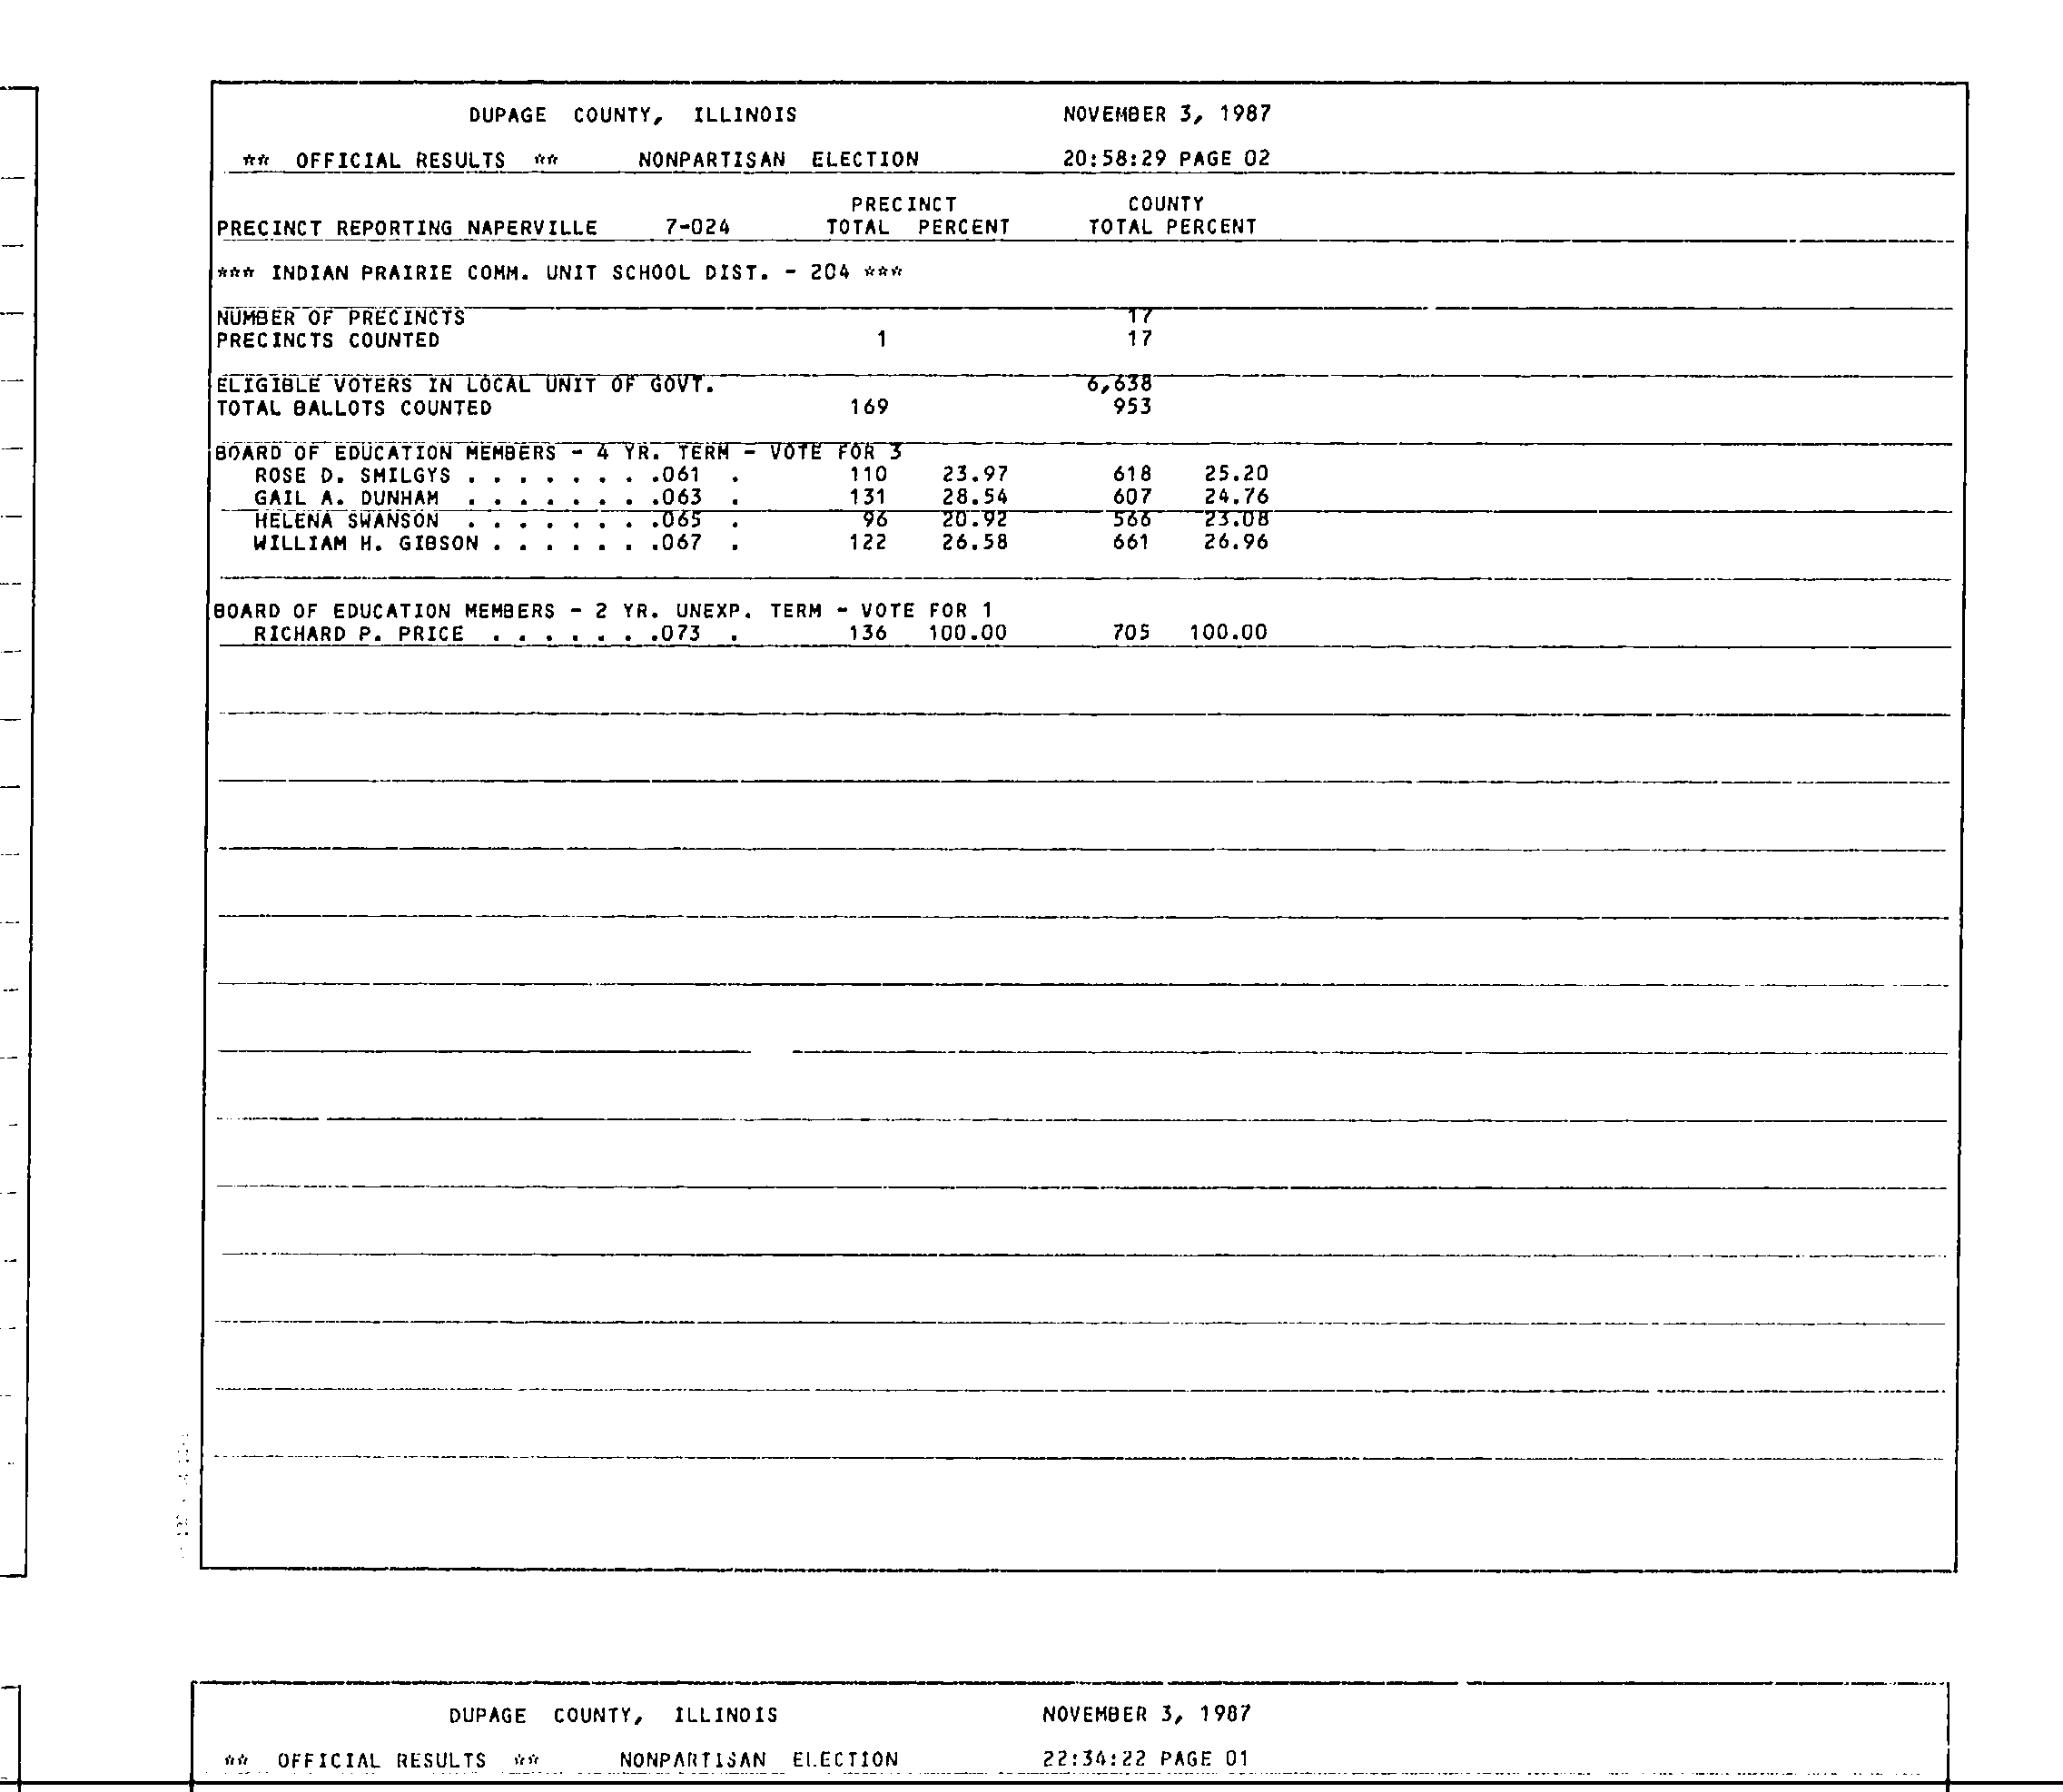 DUPAGE COUNTY, ILLINOIS NOVEMBER 3, 1987
** OFFICIAL RESULTS ** NONPARTISAN ELECTION 20:58:29 PAGE 02
PRECINCT COUNTY
PRECINCT REPORTING NAPERVILLE 7-024 TOTAL PERCENT TOTAL PERCENT
*** INDIAN PRAIRIE COMM. UNIT SCHOOL DIST. - 204 ***
NUMBER OF PRECINCTS 17
PRECINCTS COUNTED 1 17
ELIGIBLE VOTERS IN LOCAL UNIT OF GOVT. 6,638
TOTAL BALLOTS COUNTED 169 953
BOARD OF EDUCATION MEMBERS - 4 YR. TERM - VOTE FOR 3
ROSE D. SMILGYS . . . . . . . .061 . 110 23.97 618 25.20
GAIL A. DUNHAM . . . . . . . .063 . 131 28.54 607 24.76
HELENA SWANSON . . . . . . . .065 . 96 20.92 566 23.08
WILLIAM H. GIBSON . . . . . . .067 . 122 26.58 661 26.96
BOARD OF EDUCATION MEMBERS - 2 YR. UNEXP. TERM - VOTE FOR 1
RICHARD P. PRICE . . . . . . .073 . 136 100.00 705 100.00
DUPAGE COUNTY, ILLINOIS NOVEMBER 3, 1987
** OFFICIAL RESULTS ** NONPARTISAN ELECTION 22:34:22 PAGE 01